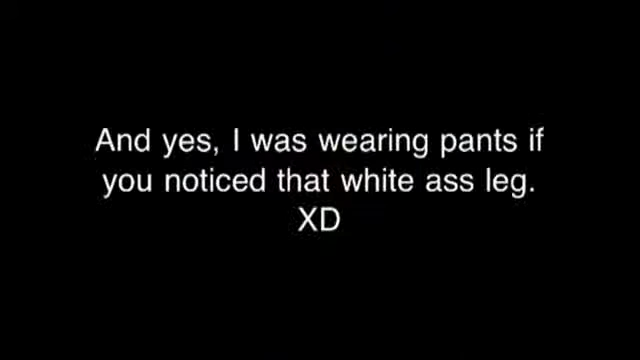 And yes, I was wearing pants if
you noticed that white ass leg.
XD